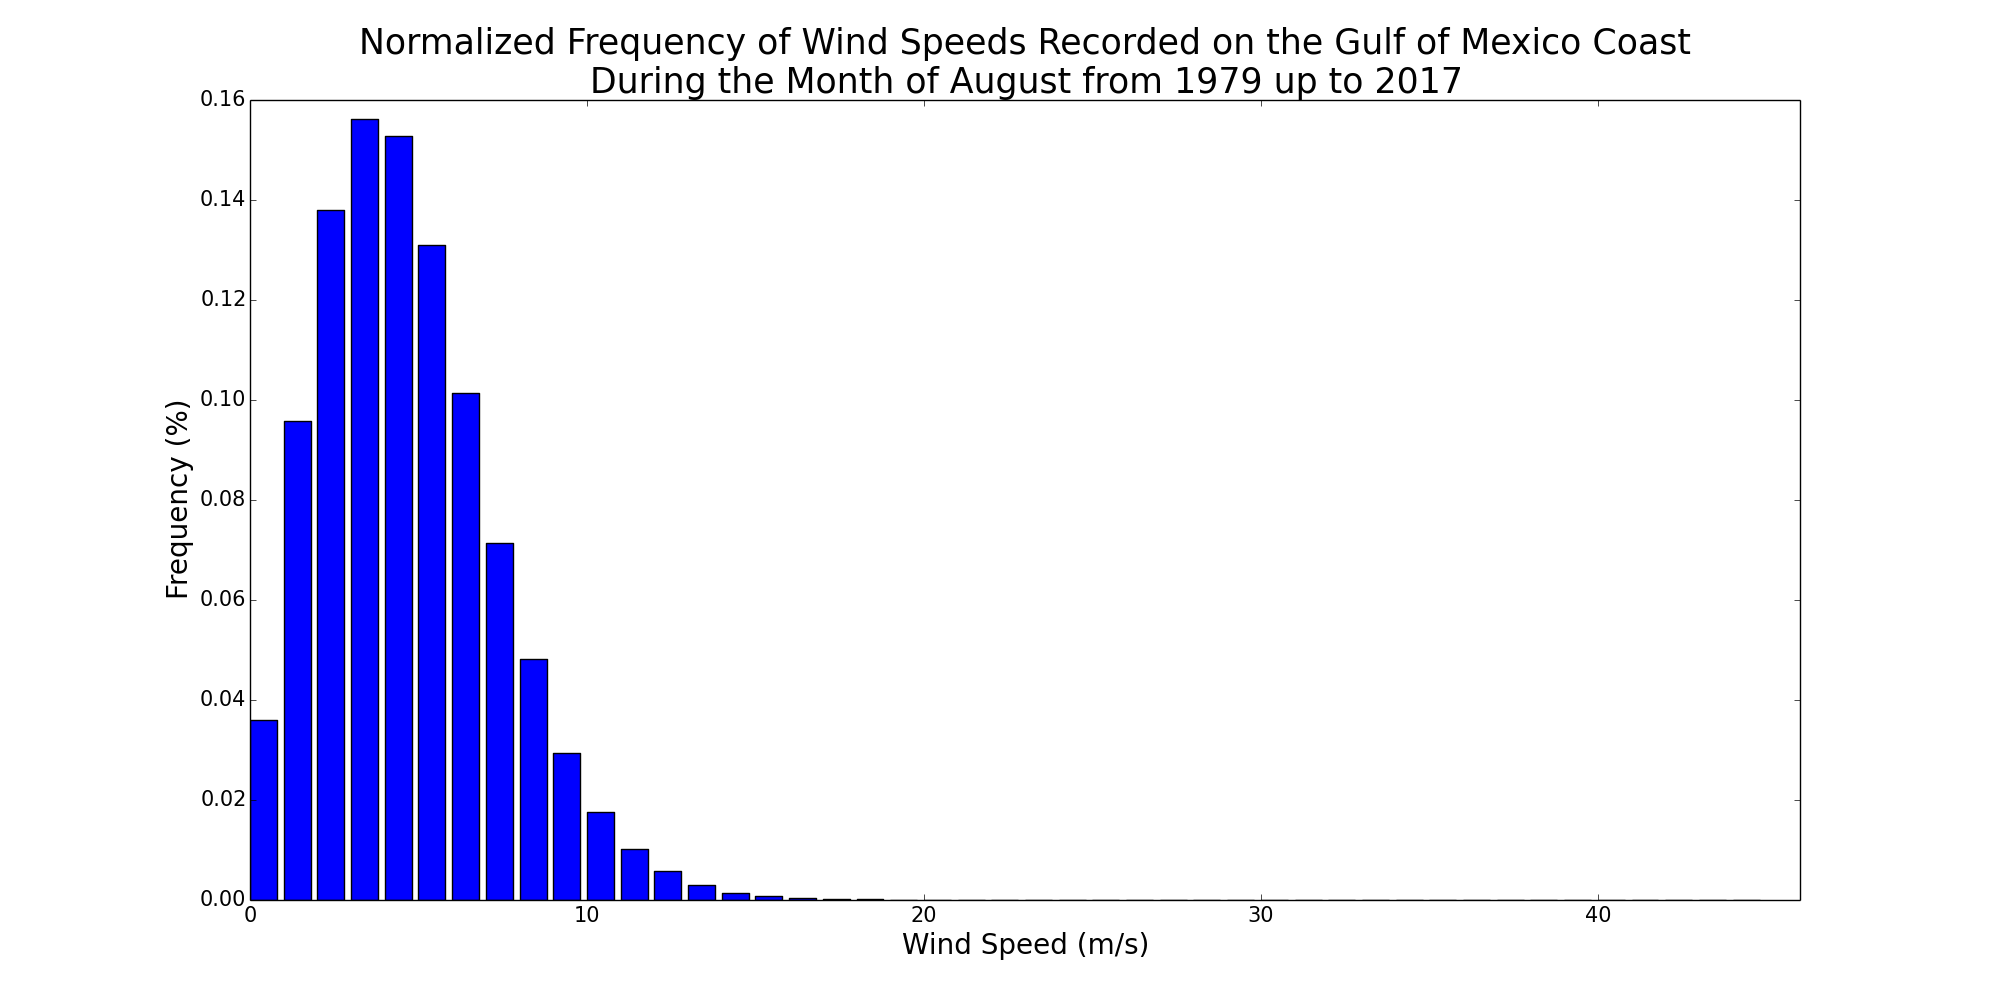 Normalized Frequency of Wind Speeds Recorded on the Gulf of Mexico Coast
During the Month of August from 1979 up to 2017
0.16
0.14
0.12
0.10
0.08
0.06
0.04
0.02
0.00
Frequency (%)
0 10 20 30 40
Wind Speed (m/s)